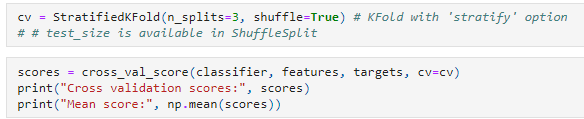 cv = StratifiedKFold(n_splits=3, shuffle=True) # KFold with 'stratify' option
# # test_size is available in ShuffleSplit
scores = cross_val_score(classifier, features, targets, cv=cv)
print("Cross validation scores:", scores)
print("Mean score:", np.mean(scores))